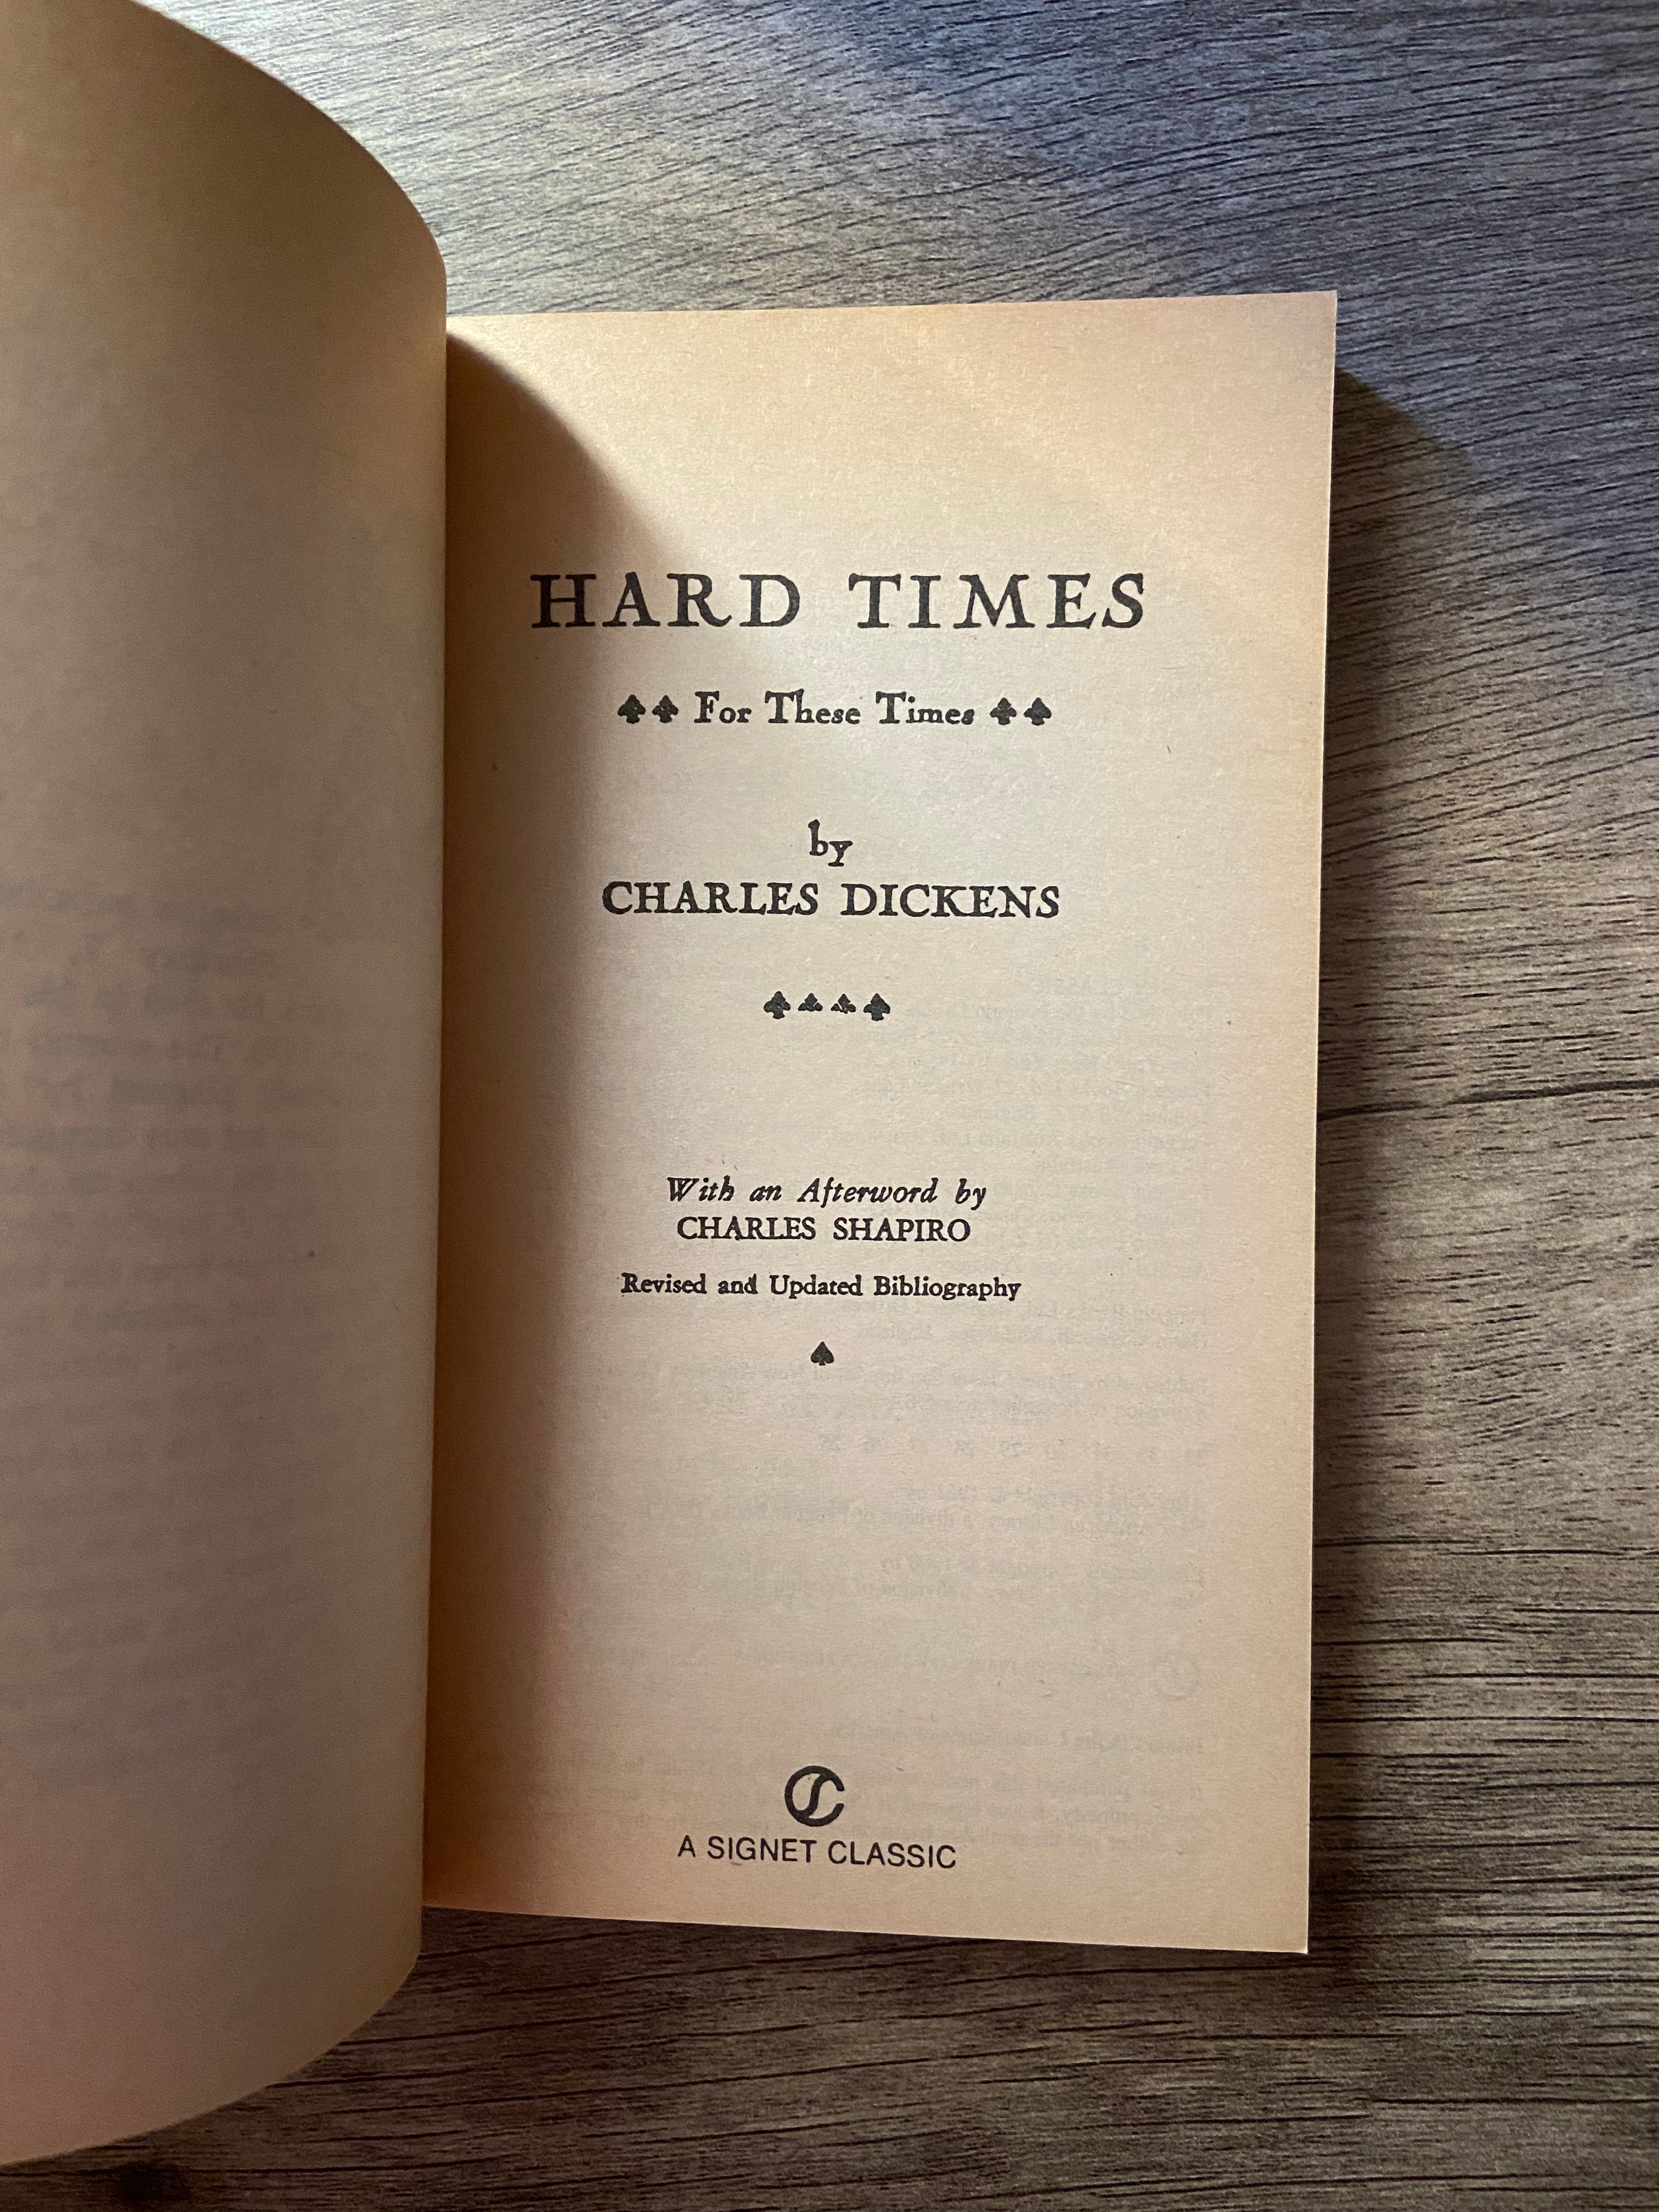 HARD TIMES
♠♠ For These Times ♠♠
by
CHARLES DICKENS
With an Afterword by
CHARLES SHAPIRO
Revised and Updated Bibliography
A SIGNET CLASSIC